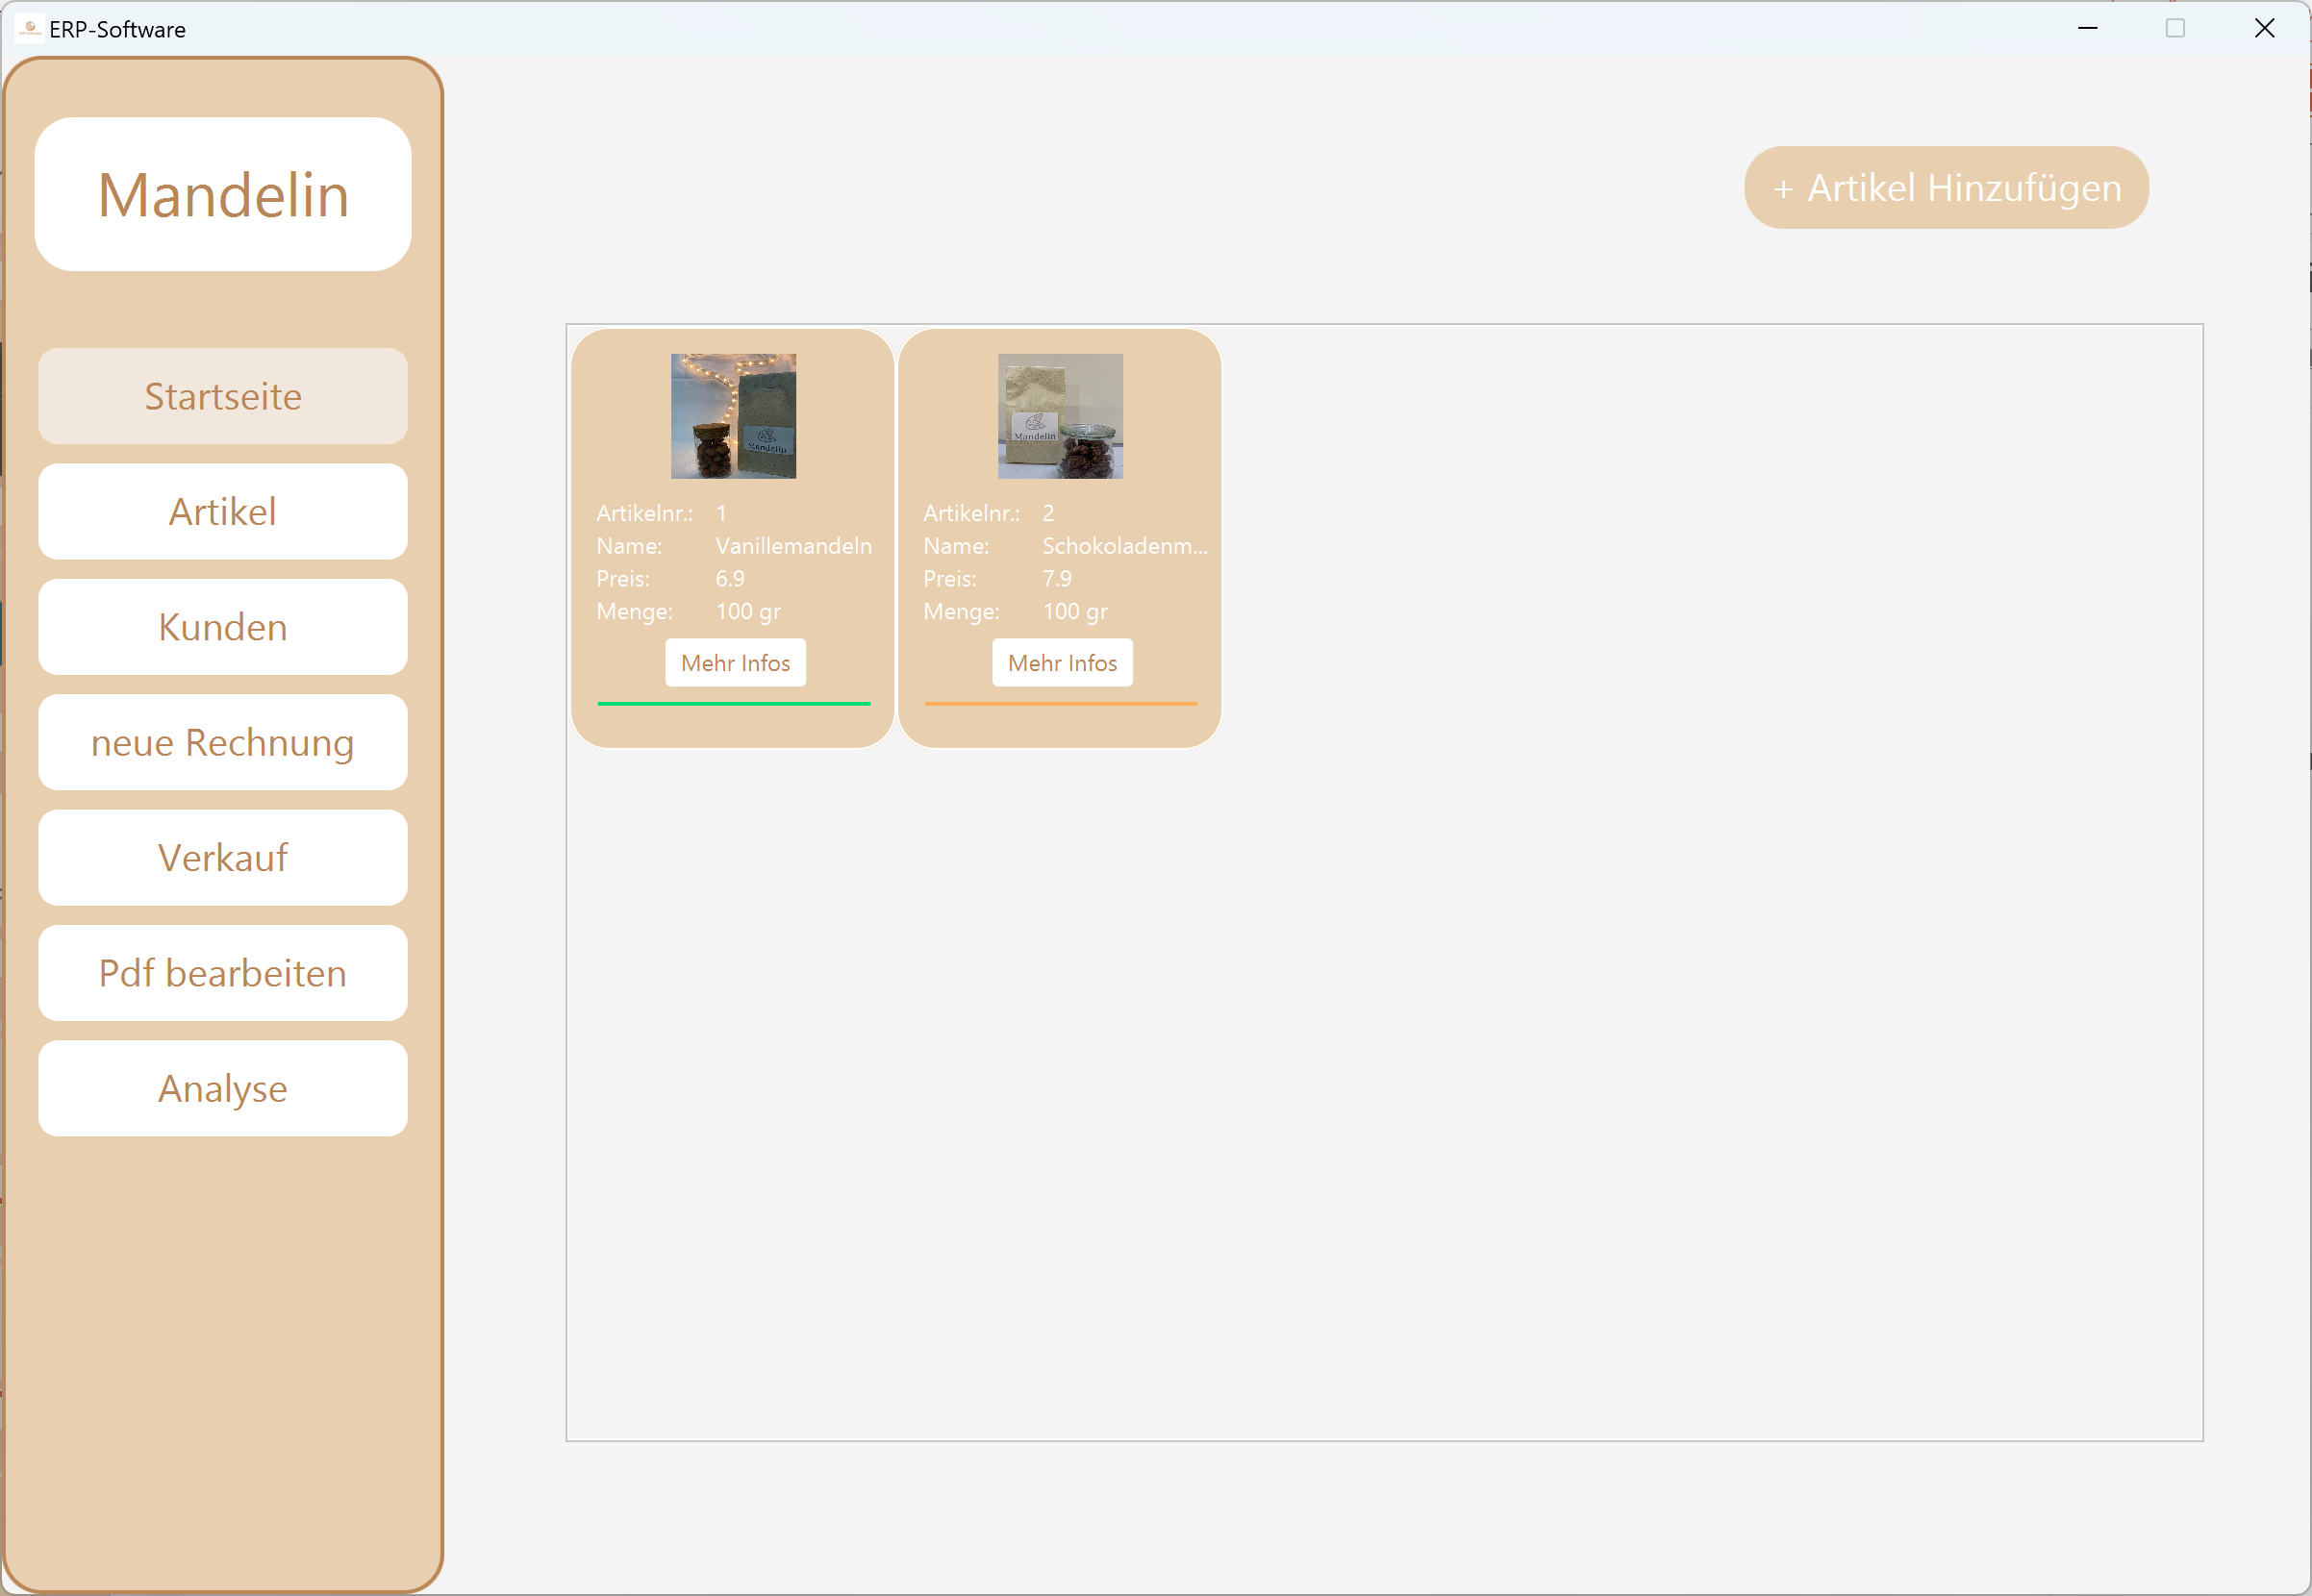 ERP-Software
Mandelin
+ Artikel Hinzufügen
Startseite
Artikel
Kunden
neue Rechnung
Verkauf
Pdf bearbeiten
Analyse
Mandelin
Artikelnr.: 1
Name: Vanillemandeln
Preis: 6.9
Menge: 100 gr
Mehr Infos
Mandelin
Artikelnr.: 2
Name: Schokoladenm...
Preis: 7.9
Menge: 100 gr
Mehr Infos